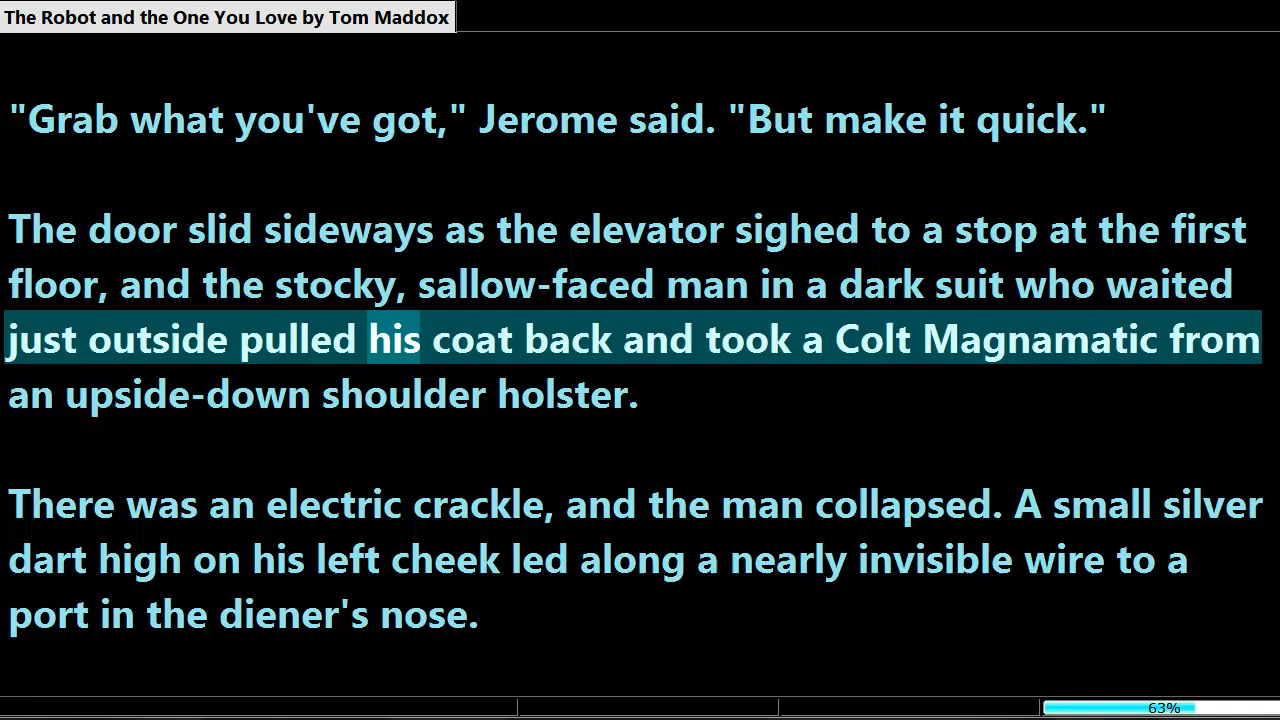 The Robot and the One You Love by Tom Maddox
"Grab what you've got," Jerome said. "But make it quick."
The door slid sideways as the elevator sighed to a stop at the first
floor, and the stocky, sallow-faced man in a dark suit who waited
just outside pulled his coat back and took a Colt Magnamatic from
an upside-down shoulder holster.
There was an electric crackle, and the man collapsed. A small silver
dart high on his left cheek led along a nearly invisible wire to a
port in the diener's nose.
63%